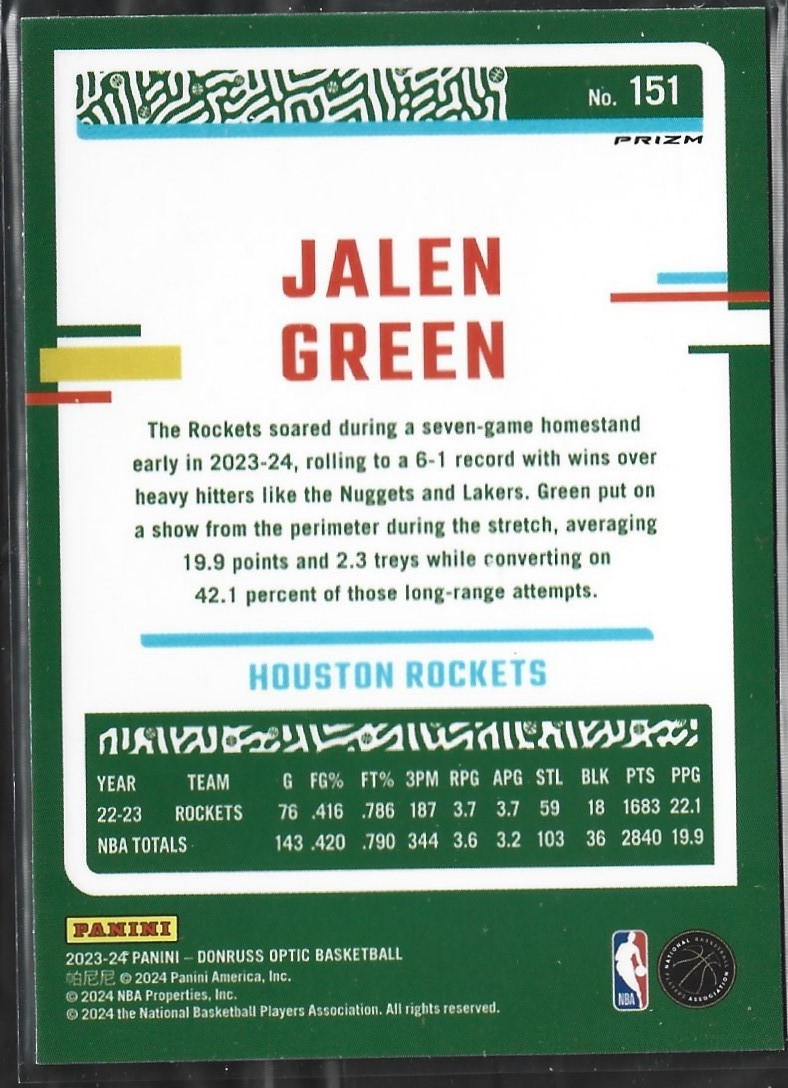 No. 151
PRIZM
JALEN
GREEN
The Rockets soared during a seven-game homestand
early in 2023-24, rolling to a 6-1 record with wins over
heavy hitters like the Nuggets and Lakers. Green put on
a show from the perimeter during the stretch, averaging
19.9 points and 2.3 treys while converting on
42.1 percent of those long-range attempts.
HOUSTON ROCKETS
YEAR TEAM G FG% FT% 3PM RPG APG STL BLK PTS PPG
22-23 ROCKETS 76 .416 .786 187 3.7 3.7 59 18 1683 22.1
NBA TOTALS 143 .420 .790 344 3.6 3.2 103 36 2840 19.9
PANINI
2023-24 PANINI – DONRUSS OPTIC BASKETBALL
帕尼尼 © 2024 Panini America, Inc.
© 2024 NBA Properties, Inc.
© 2024 the National Basketball Players Association. All rights reserved.
NBA
NATIONAL BASKETBALL
PLAYERS ASSOCIATION